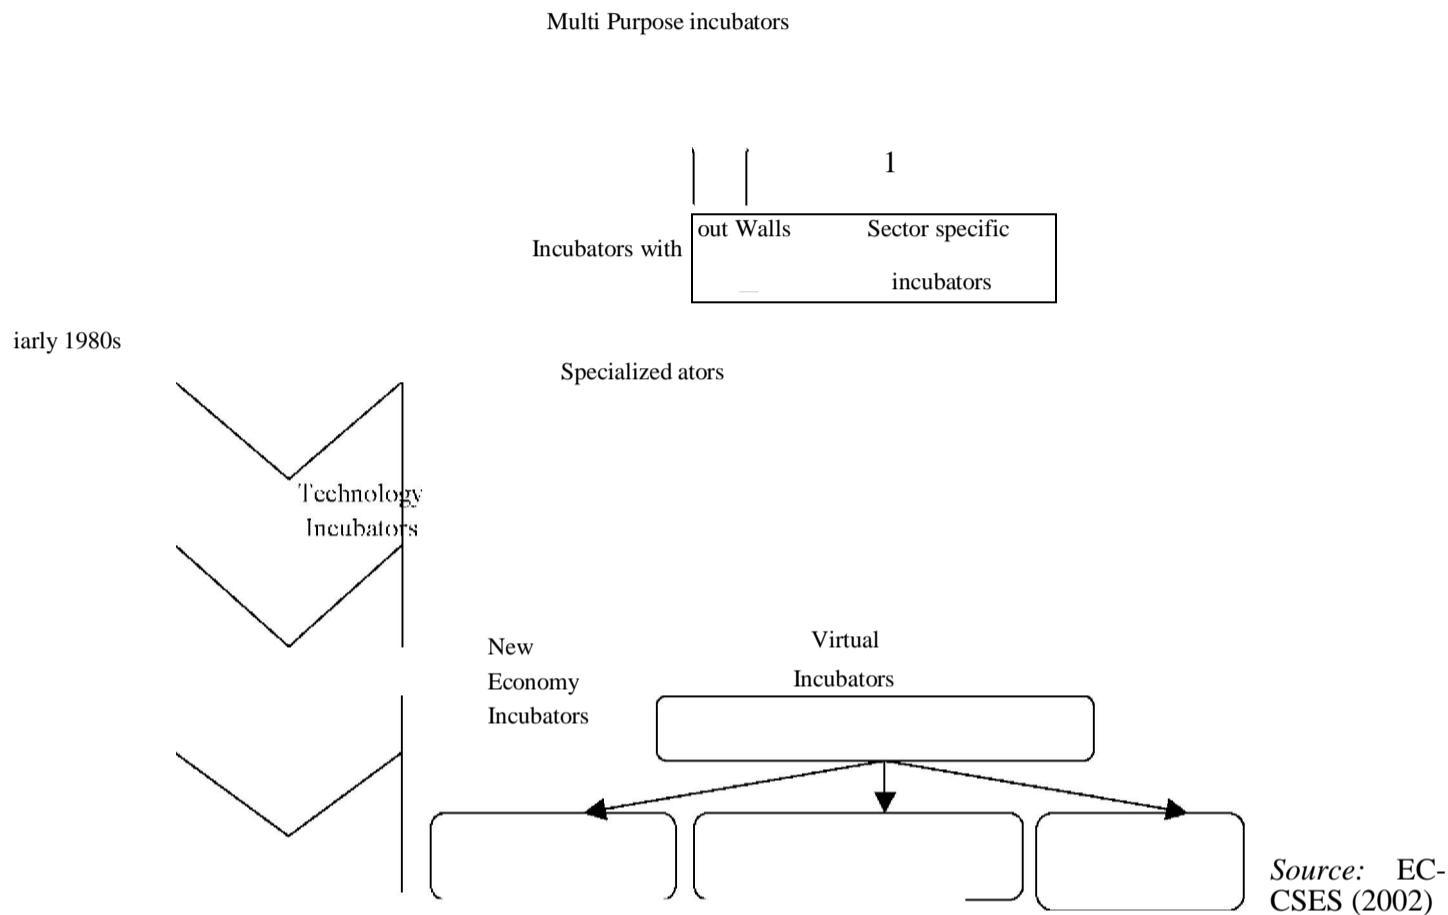 Multi Purpose incubators
1
Incubators with
out Walls
Sector specific
incubators
iarly 1980s
Specialized ators
Technology
Incubators
New
Economy
Incubators
Virtual
Incubators
Source: EC-
CSES (2002)